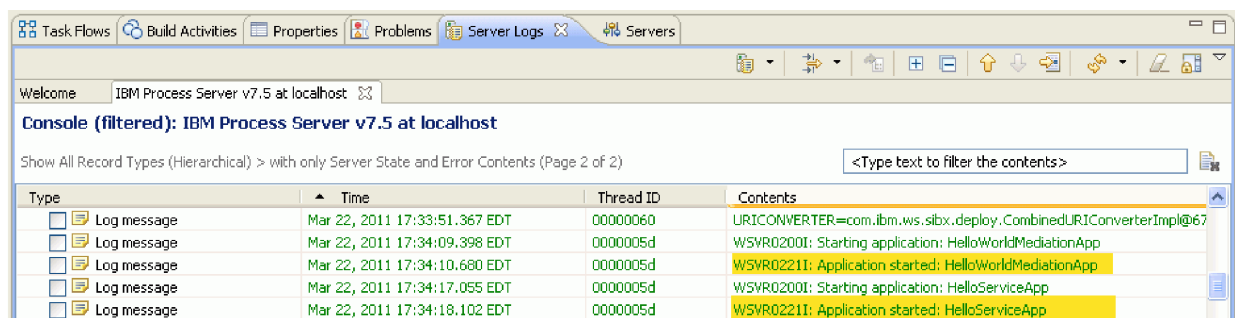 Task Flows Build Activities Properties Problems Server Logs Servers
Welcome IBM Process Server v7.5 at localhost
Console (filtered): IBM Process Server v7.5 at localhost
Show All Record Types (Hierarchical) > with only Server State and Error Contents (Page 2 of 2) <Type text to filter the contents>
Type Time Thread ID Contents
Log message Mar 22, 2011 17:33:51.367 EDT 00000060 URICONVERTER=com.ibm.ws.sibx.deploy.CombinedURIConverterImpl@67
Log message Mar 22, 2011 17:34:09.398 EDT 0000005d WSVR0200I: Starting application: HelloWorldMediationApp
Log message Mar 22, 2011 17:34:10.680 EDT 0000005d WSVR0221I: Application started: HelloWorldMediationApp
Log message Mar 22, 2011 17:34:17.055 EDT 0000005d WSVR0200I: Starting application: HelloServiceApp
Log message Mar 22, 2011 17:34:18.102 EDT 0000005d WSVR0221I: Application started: HelloServiceApp